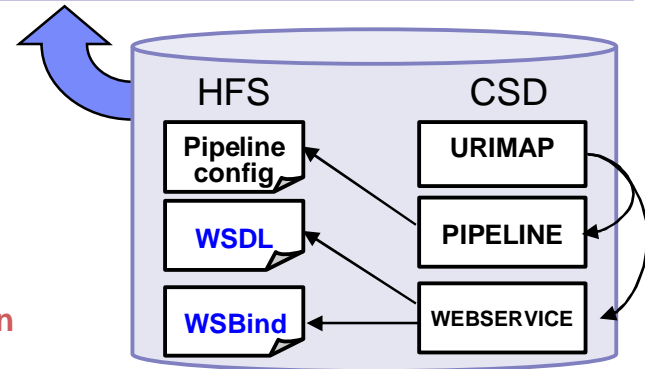 HFS
CSD
Pipeline
config
URIMAP
WSDL
PIPELINE
n
WSBind
WEBSERVICE